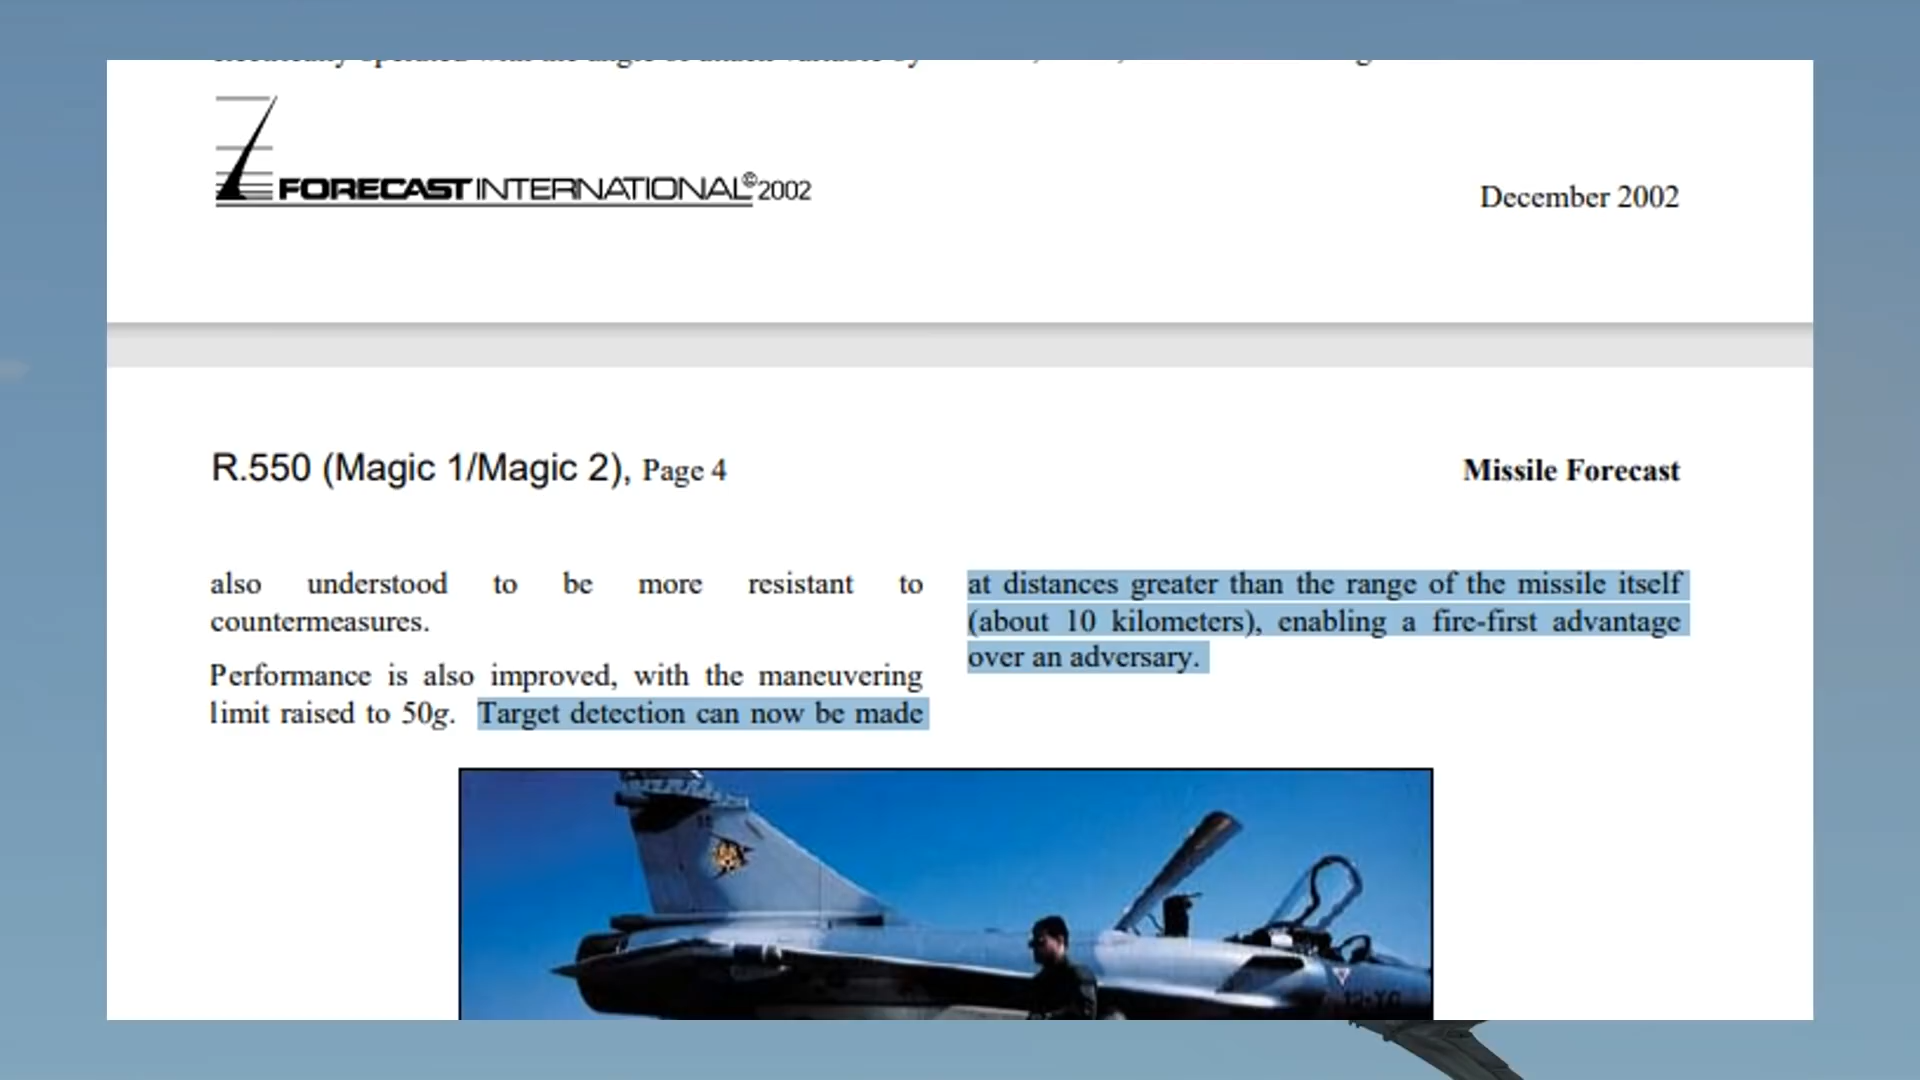 FORECAST INTERNATIONAL©2002
December 2002
R.550 (Magic 1/Magic 2), Page 4
Missile Forecast
also understood to be more resistant to
countermeasures.
Performance is also improved, with the maneuvering
limit raised to 50g. Target detection can now be made
at distances greater than the range of the missile itself
(about 10 kilometers), enabling a fire-first advantage
over an adversary.